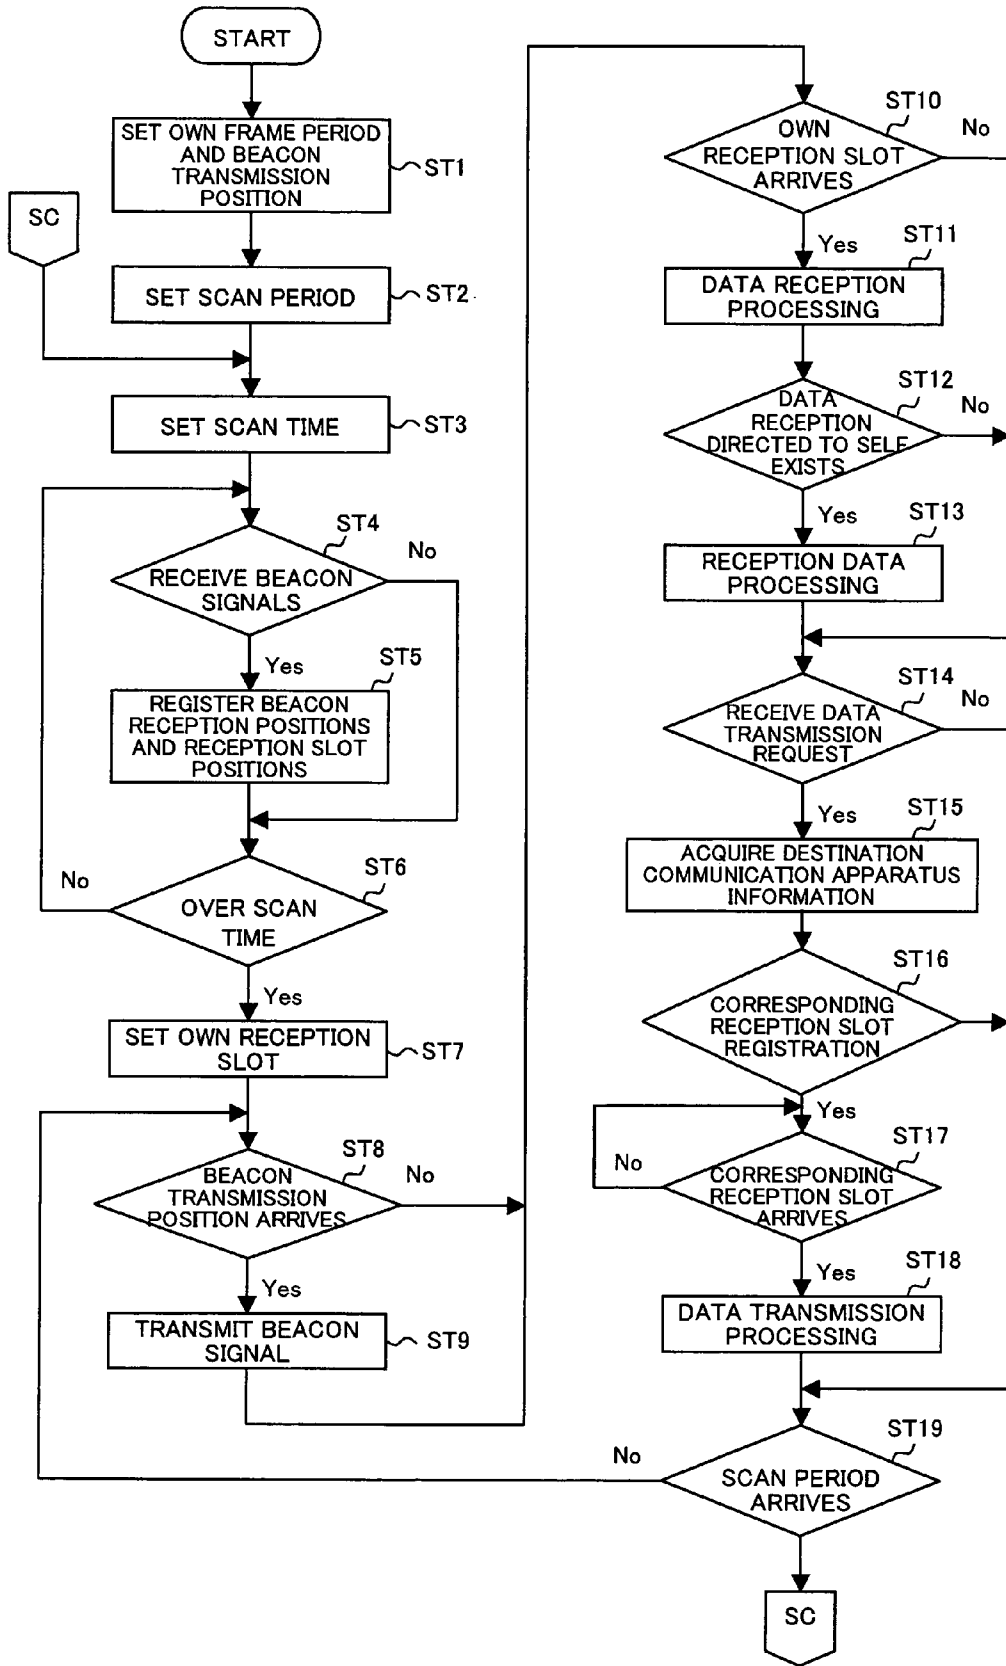 START
SET OWN FRAME PERIOD
AND BEACON
TRANSMISSION
POSITION
ST1
SC
SET SCAN PERIOD
ST2
SET SCAN TIME
ST3
ST4
No
RECEIVE BEACON
SIGNALS
Yes
ST5
REGISTER BEACON
RECEPTION POSITIONS
AND RECEPTION SLOT
POSITIONS
No
ST6
OVER SCAN
TIME
Yes
SET OWN RECEPTION
SLOT
ST7
ST8
No
BEACON
TRANSMISSION
POSITION ARRIVES
Yes
TRANSMIT BEACON
SIGNAL
ST9
ST10
No
OWN
RECEPTION SLOT
ARRIVES
Yes
ST11
DATA RECEPTION
PROCESSING
ST12
No
DATA
RECEPTION
DIRECTED TO SELF
EXISTS
Yes
ST13
RECEPTION DATA
PROCESSING
ST14
No
RECEIVE DATA
TRANSMISSION
REQUEST
Yes
ST15
ACQUIRE DESTINATION
COMMUNICATION APPARATUS
INFORMATION
ST16
CORRESPONDING
RECEPTION SLOT
REGISTRATION
Yes
ST17
No
CORRESPONDING
RECEPTION SLOT
ARRIVES
Yes
ST18
DATA TRANSMISSION
PROCESSING
ST19
No
SCAN PERIOD
ARRIVES
SC